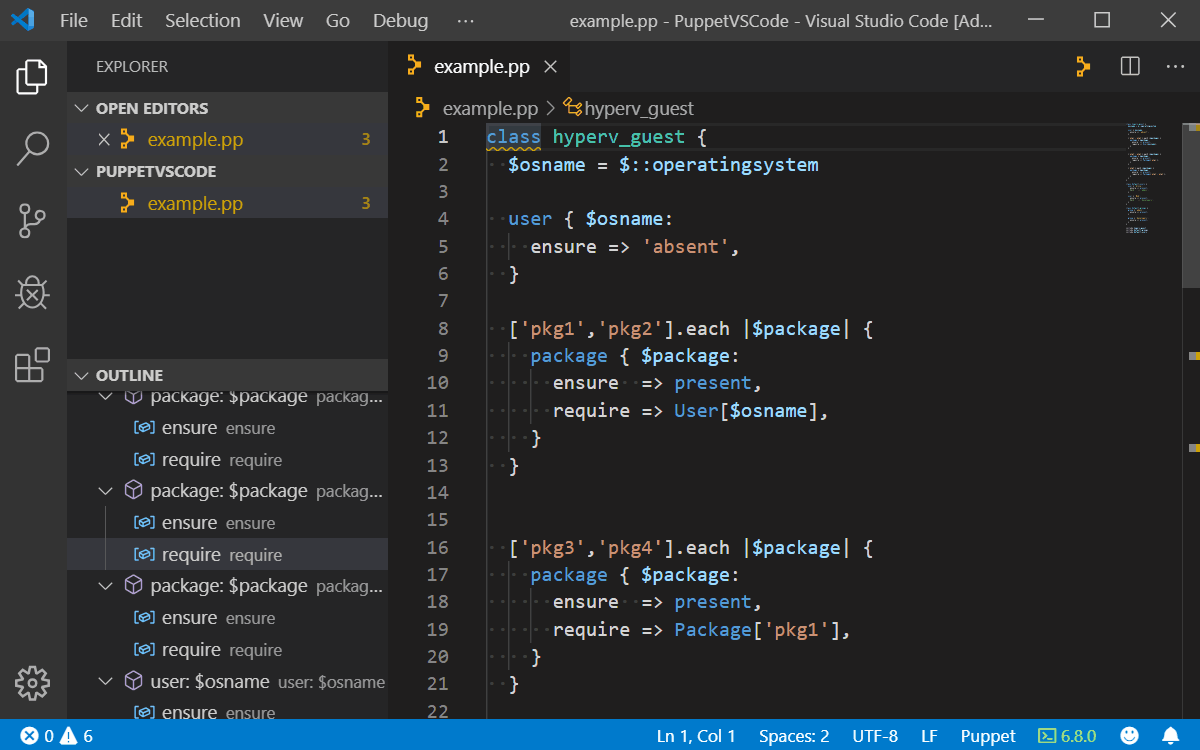 File Edit Selection View Go Debug ··· example.pp - PuppetVSCode - Visual Studio Code [Ad...
EXPLORER
OPEN EDITORS
example.pp 3
PUPPETVSCODE
example.pp 3
OUTLINE
package: $package packag...
ensure ensure
require require
package: $package packag...
ensure ensure
require require
package: $package packag...
ensure ensure
require require
user: $osname user: $osname
ensure ensure
example.pp
example.pp > hyperv_guest
1 class hyperv_guest {
2 $osname = $::operatingsystem
3
4 user { $osname:
5 ensure => 'absent',
6 }
7
8 ['pkg1','pkg2'].each |$package| {
9 package { $package:
10 ensure  => present,
11 require => User[$osname],
12 }
13 }
14
15
16 ['pkg3','pkg4'].each |$package| {
17 package { $package:
18 ensure  => present,
19 require => Package['pkg1'],
20 }
21 }
22
0 6 Ln 1, Col 1 Spaces: 2 UTF-8 LF Puppet 6.8.0